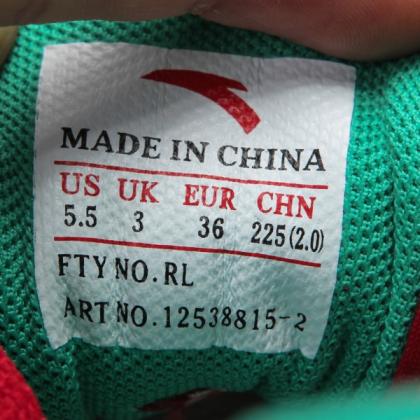 MADE IN CHINA
US UK EUR CHN
5.5 3 36 225(2.0)
FTY NO. RL
ART NO. 12538815-2